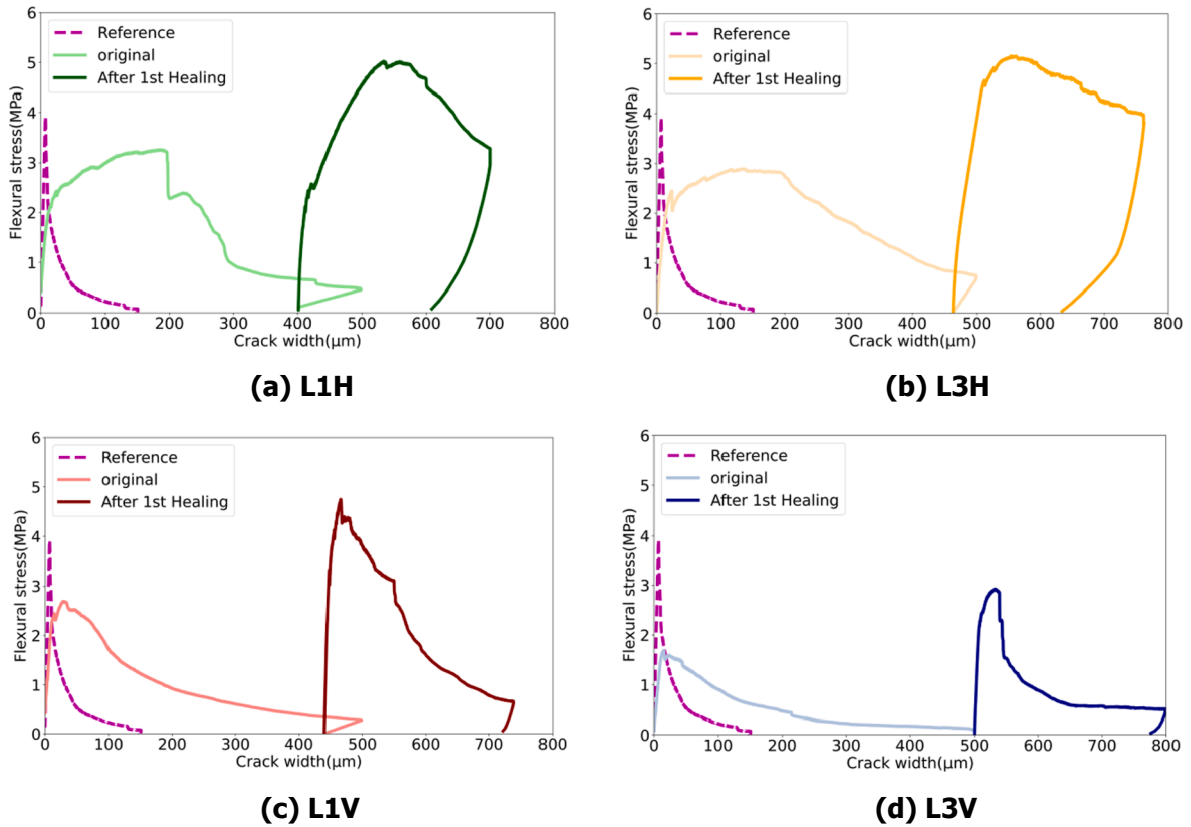 6
5
4
3
2
1
0
Flexural stress(MPa)
Reference
original
After 1st Healing
0 100 200 300 400 500 600 700 800
Crack width(μm)
(a) L1H
6
5
4
3
2
1
0
Flexural stress(MPa)
Reference
original
After 1st Healing
0 100 200 300 400 500 600 700 800
Crack width(μm)
(b) L3H
6
5
4
3
2
1
0
Flexural stress(MPa)
Reference
original
After 1st Healing
0 100 200 300 400 500 600 700 800
Crack width(μm)
(c) L1V
6
5
4
3
2
1
0
Flexural stress(MPa)
Reference
original
After 1st Healing
0 100 200 300 400 500 600 700 800
Crack width(μm)
(d) L3V